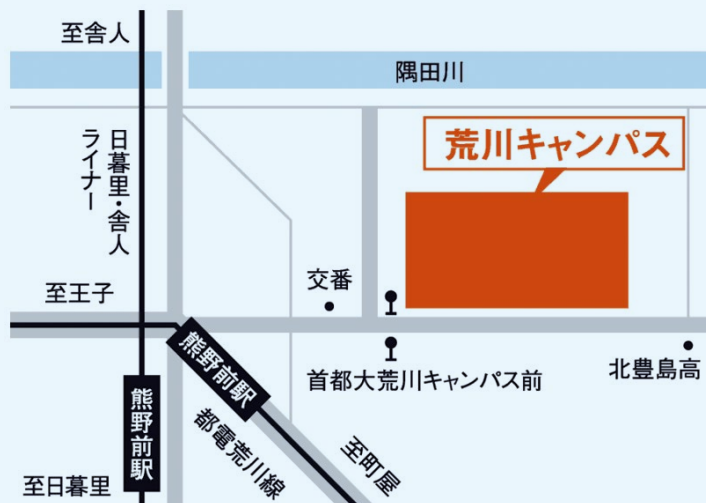 至舎人
隅田川
荒川キャンパス
日暮里・舎人
ライナー
交番
至王子
熊野前駅
首都大荒川キャンパス前
北豊島高
熊野前駅
都電荒川線
至町屋
至日暮里